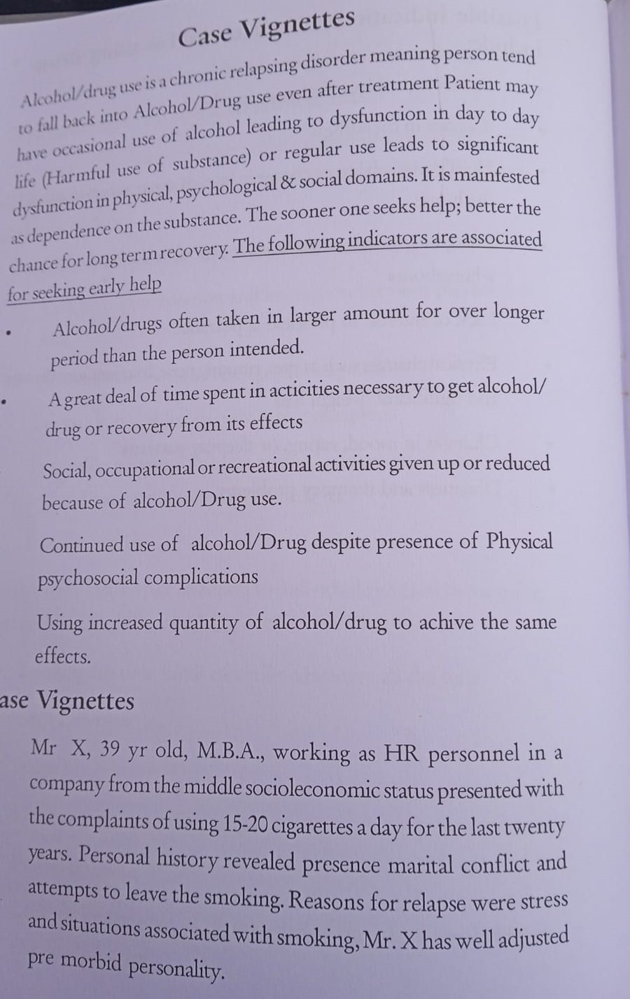 Case Vignettes
Alcohol/drug use is a chronic relapsing disorder meaning person tend
to fall back into Alcohol/Drug use even after treatment Patient may
have occasional use of alcohol leading to dysfunction in day to day
life (Harmful use of substance) or regular use leads to significant
dysfunction in physical, psychological & social domains. It is mainfested
as dependence on the substance. The sooner one seeks help; better the
chance for long term recovery. The following indicators are associated
for seeking early help
• Alcohol/drugs often taken in larger amount for over longer
period than the person intended.
• A great deal of time spent in acticities necessary to get alcohol/
drug or recovery from its effects
Social, occupational or recreational activities given up or reduced
because of alcohol/Drug use.
Continued use of alcohol/Drug despite presence of Physical
psychosocial complications
Using increased quantity of alcohol/drug to achive the same
effects.
ase Vignettes
Mr X, 39 yr old, M.B.A., working as HR personnel in a
company from the middle socioleconomic status presented with
the complaints of using 15-20 cigarettes a day for the last twenty
years. Personal history revealed presence marital conflict and
attempts to leave the smoking. Reasons for relapse were stress
and situations associated with smoking, Mr. X has well adjusted
pre morbid personality.